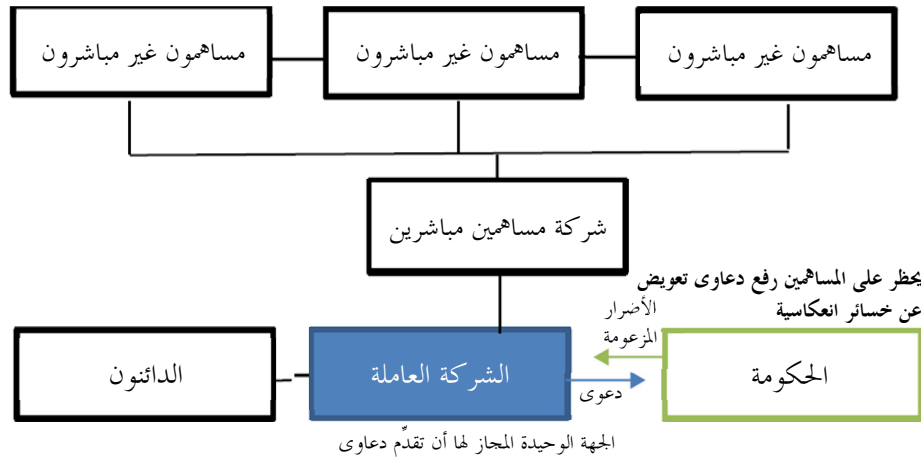 مساهمون غير مباشرون
مساهمون غير مباشرون
مساهمون غير مباشرون
شركة مساهمين مباشرين
يحظر على المساهمين رفع دعاوى تعويض
عن خسائر انعكاسية
الأضرار
المزعومة
الحكومة
دعوى
الشركة العاملة
الدائنون
الجهة الوحيدة المجاز لها أن تقدِّم دعاوى